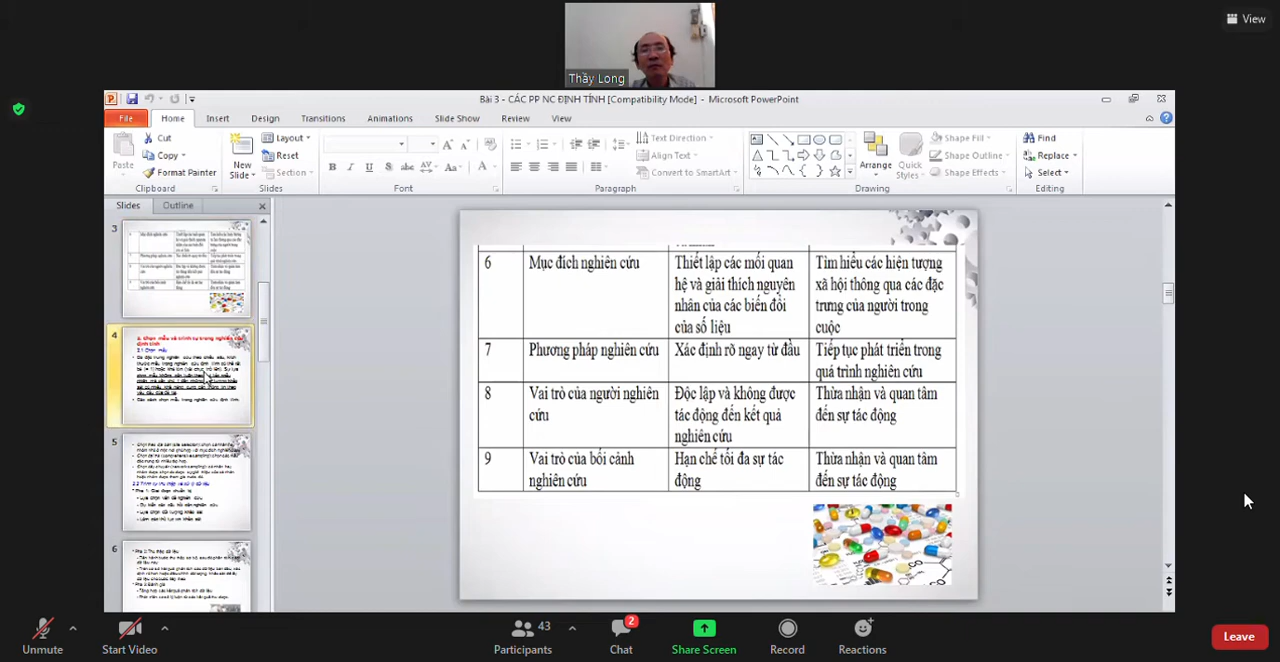 View
Thầy Long
Bài 3 - CÁC PP NC ĐỊNH TÍNH [Compatibility Mode] - Microsoft PowerPoint
File Home Insert Design Transitions Animations Slide Show Review View
Paste
Cut
Copy
Format Painter
Clipboard
New
Slide
Layout
Reset
Section
Slides
Font
Text Direction
Align Text
Convert to SmartArt
Paragraph
Arrange
Quick
Styles
Shape Fill
Shape Outline
Shape Effects
Drawing
Find
Replace
Select
Editing
Slides Outline
3
4
5
6
6
Mục đích nghiên cứu
Thiết lập các mối quan
hệ và giải thích nguyên
nhân của các biến đổi
của số liệu
Tìm hiểu các hiện tượng
xã hội thông qua các đặc
trưng của người trong
cuộc
7
Phương pháp nghiên cứu
Xác định rõ ngay từ đầu
Tiếp tục phát triển trong
quá trình nghiên cứu
8
Vai trò của người nghiên
cứu
Độc lập và không được
tác động đến kết quả
nghiên cứu
Thừa nhận và quan tâm
đến sự tác động
9
Vai trò của bối cảnh
nghiên cứu
Hạn chế tối đa sự tác
động
Thừa nhận và quan tâm
đến sự tác động
Unmute
Start Video
43
Participants
2
Chat
Share Screen
Record
Reactions
Leave